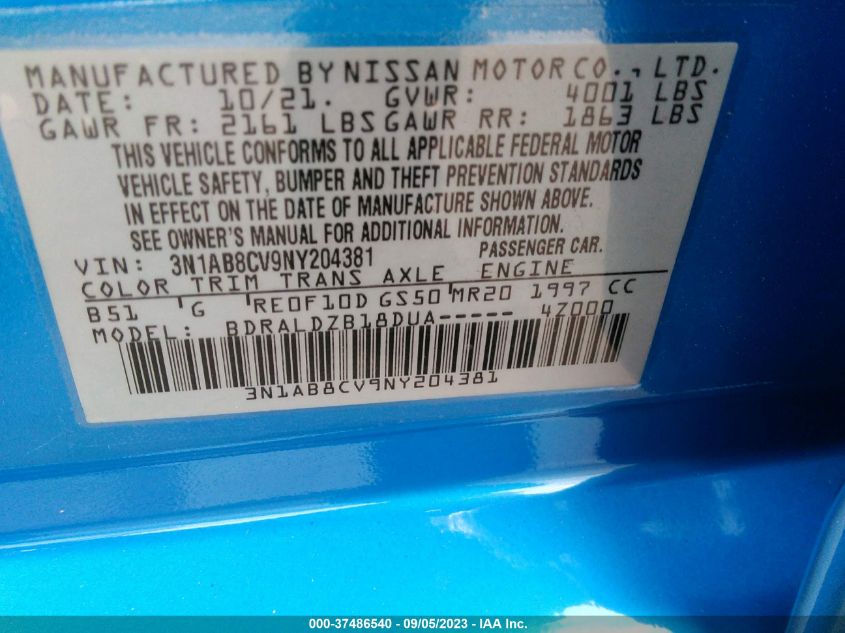 MANUFACTURED BY NISSAN MOTOR CO., LTD.
DATE: 10/21. GVWR: 4001 LBS
GAWR FR: 2161 LBS GAWR RR: 1863 LBS
THIS VEHICLE CONFORMS TO ALL APPLICABLE FEDERAL MOTOR
VEHICLE SAFETY, BUMPER AND THEFT PREVENTION STANDARDS
IN EFFECT ON THE DATE OF MANUFACTURE SHOWN ABOVE.
SEE OWNER'S MANUAL FOR ADDITIONAL INFORMATION.
VIN: 3N1AB8CV9NY204381 PASSENGER CAR.
COLOR TRIM TRANS AXLE ENGINE
B51 G RE0F10D GS50 MR20 1997 CC
MODEL: BDRALDZB18DUA----- 4Z000
3N1AB8CV9NY204381
000-37486540 - 09/05/2023 - IAA Inc.